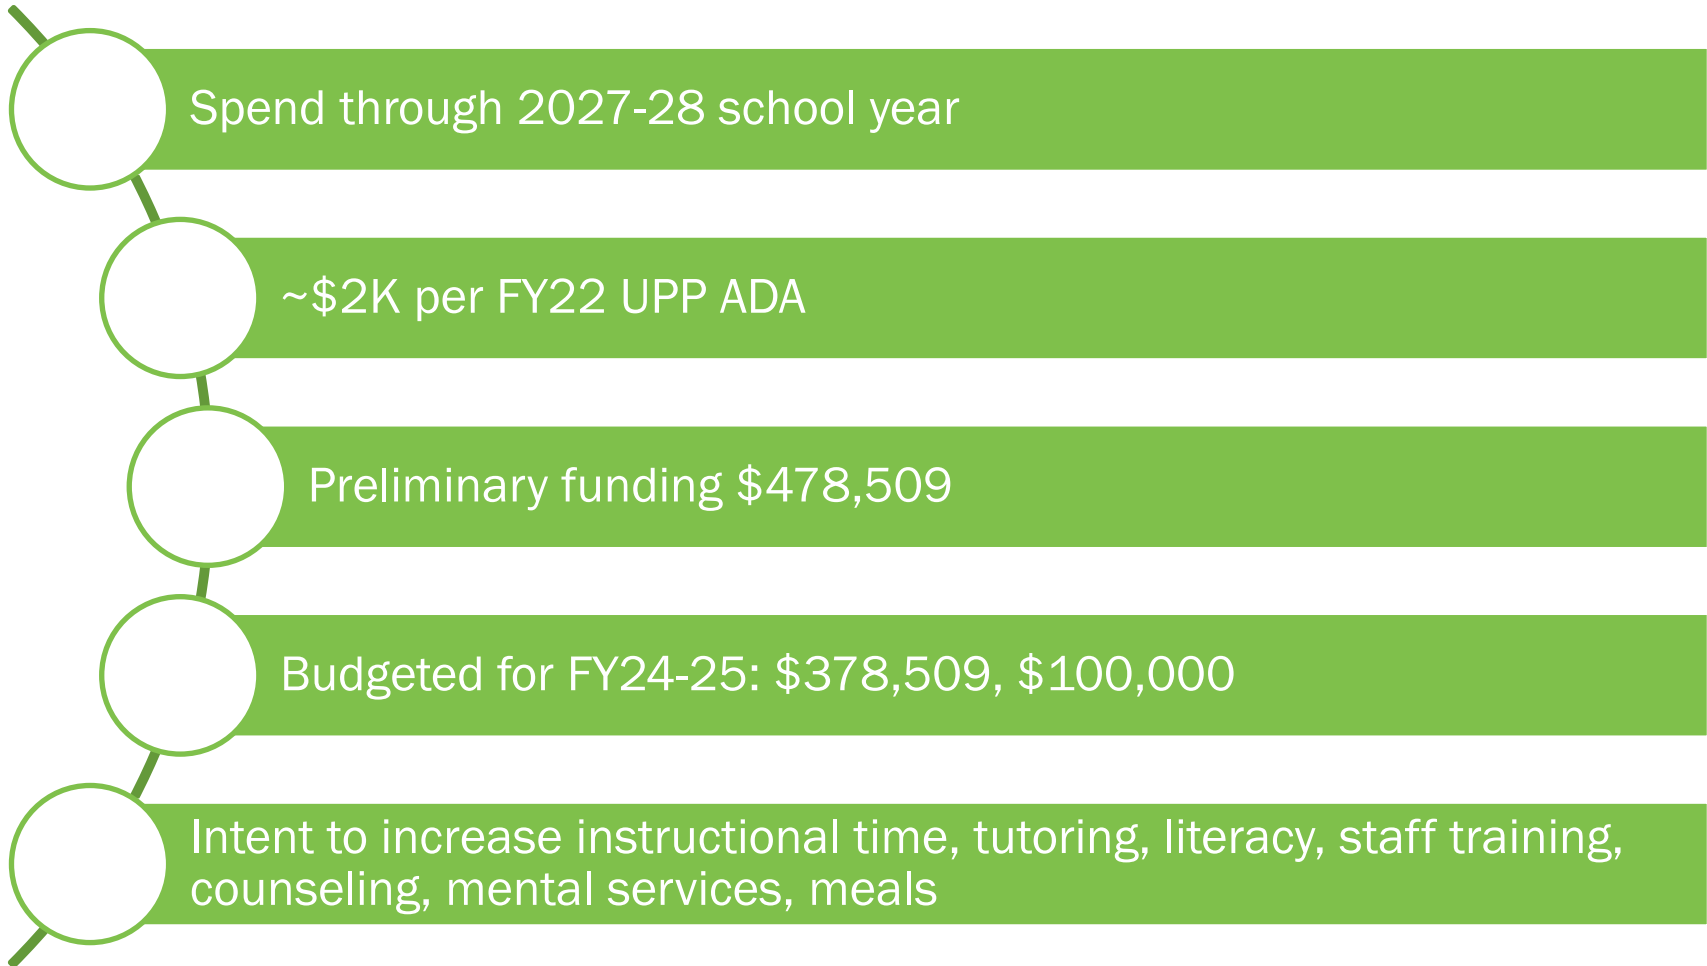 Spend through 2027-28 school year
~$2K per FY22 UPP ADA
Preliminary funding $478,509
Budgeted for FY24-25: $378,509, $100,000
Intent to increase instructional time, tutoring, literacy, staff training,
counseling, mental services, meals